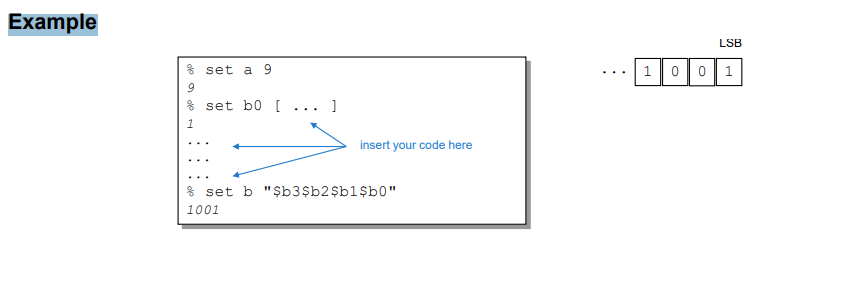 Example
LSB
% set a 9
9
% set b0 [ ... ]
1
...
...
...
% set b "$b3$b2$b1$b0"
1001
insert your code here
... 1 0 0 1